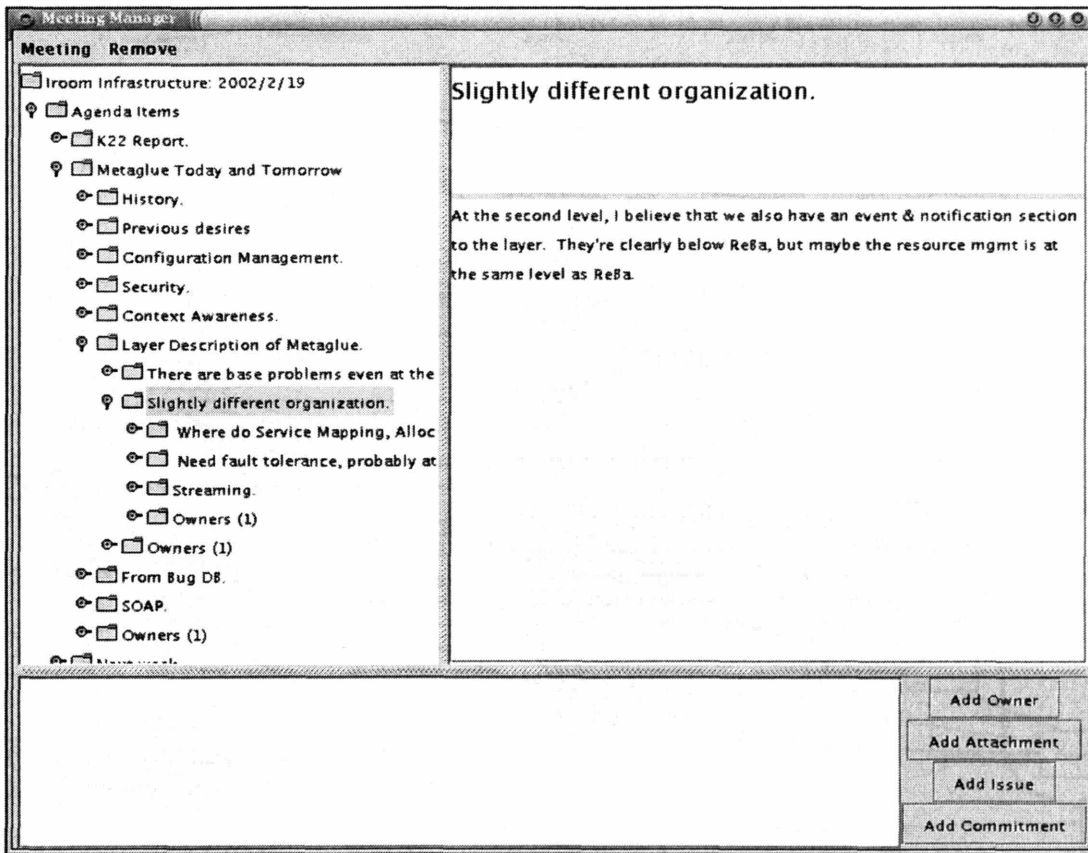 Meeting Manager
Meeting Remove
Iroom Infrastructure: 2002/2/19
Agenda Items
K22 Report.
Metaglue Today and Tomorrow
History.
Previous desires
Configuration Management.
Security.
Context Awareness.
Layer Description of Metaglue.
There are base problems even at the
Slightly different organization.
Where do Service Mapping, Alloc
Need fault tolerance, probably at
Streaming.
Owners (1)
Owners (1)
From Bug DB.
SOAP.
Owners (1)
Next week
Slightly different organization.
At the second level, I believe that we also have an event & notification section
to the layer. They're clearly below ReBa, but maybe the resource mgmt is at
the same level as ReBa.
Add Owner
Add Attachment
Add Issue
Add Commitment